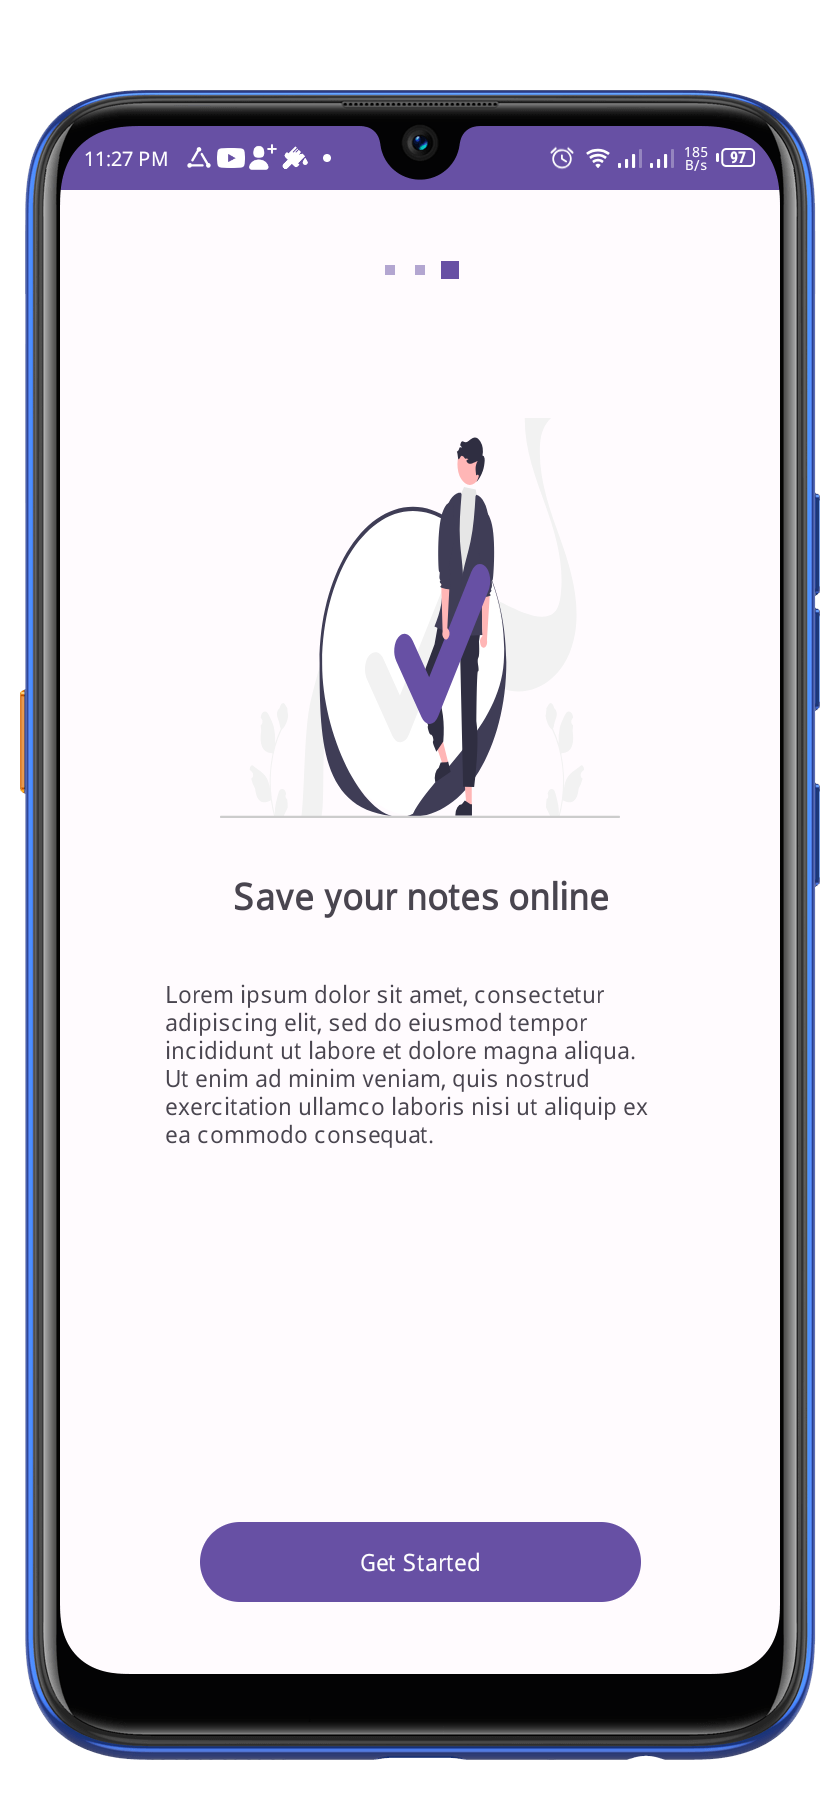 11:27 PM
185
B/s
97
Save your notes online
Lorem ipsum dolor sit amet, consectetur
adipiscing elit, sed do eiusmod tempor
incididunt ut labore et dolore magna aliqua.
Ut enim ad minim veniam, quis nostrud
exercitation ullamco laboris nisi ut aliquip ex
ea commodo consequat.
Get Started